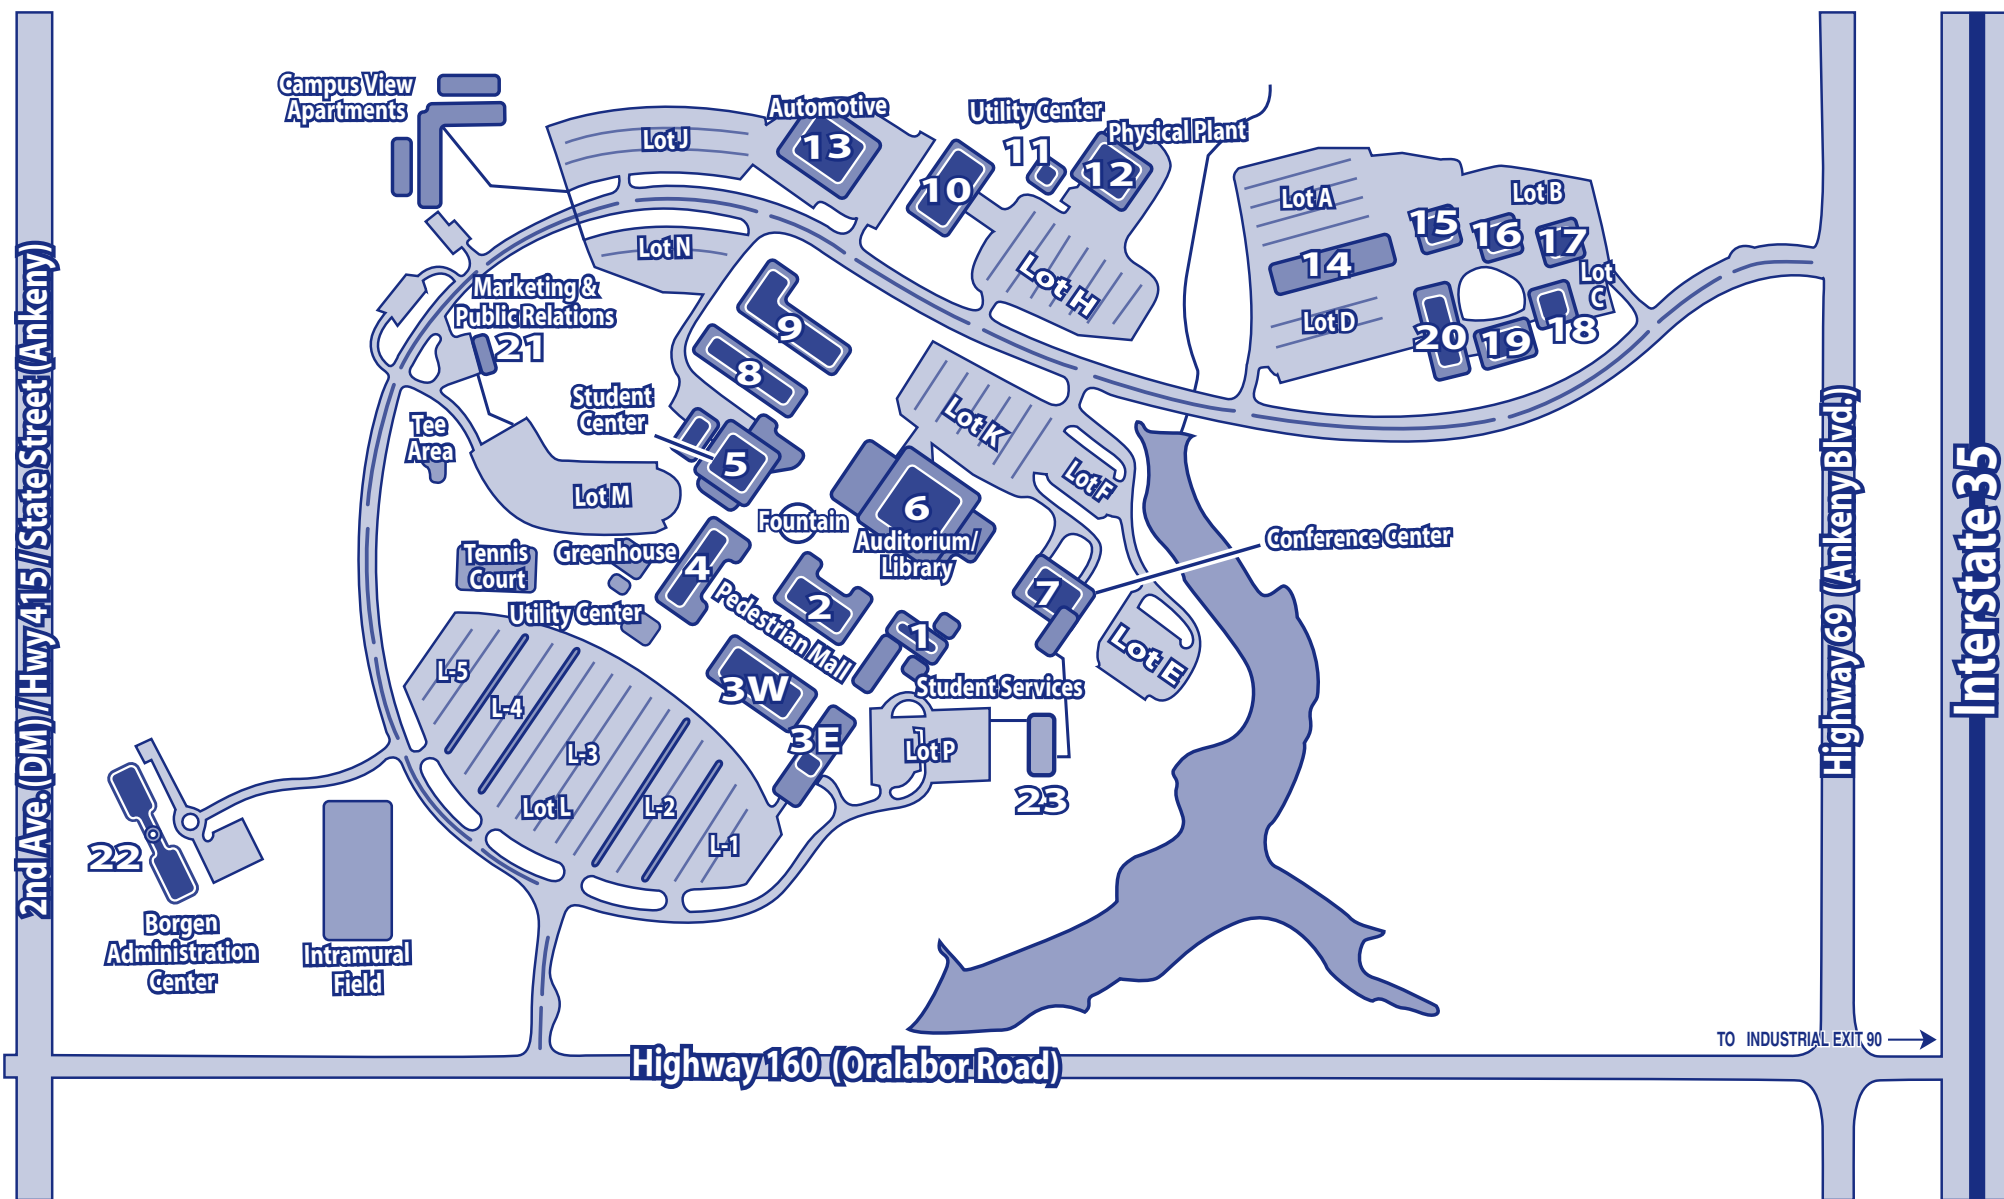 Campus View
Apartments
Lot J
Automotive
13
Utility Center
11
Physical Plant
12
10
Lot A
Lot B
15
16
17
14
Lot
C
Lot D
20
19
18
Lot N
Lot H
Marketing &
Public Relations
21
9
8
Student
Center
5
Tee
Area
Lot K
Lot F
Lot M
Fountain
6
Auditorium/
Library
Conference Center
Tennis
Court
Greenhouse
4
Utility Center
Pedestrian Mall
2
7
1
Lot E
3W
Student Services
3E
Lot P
23
L-5
L-4
L-3
Lot L
L-2
L-1
22
Borgen
Administration
Center
Intramural
Field
2nd Ave. (DM) / Hwy 415 / State Street (Ankeny)
Highway 69 (Ankeny Blvd.)
Interstate 35
TO INDUSTRIAL EXIT 90
Highway 160 (Oralabor Road)